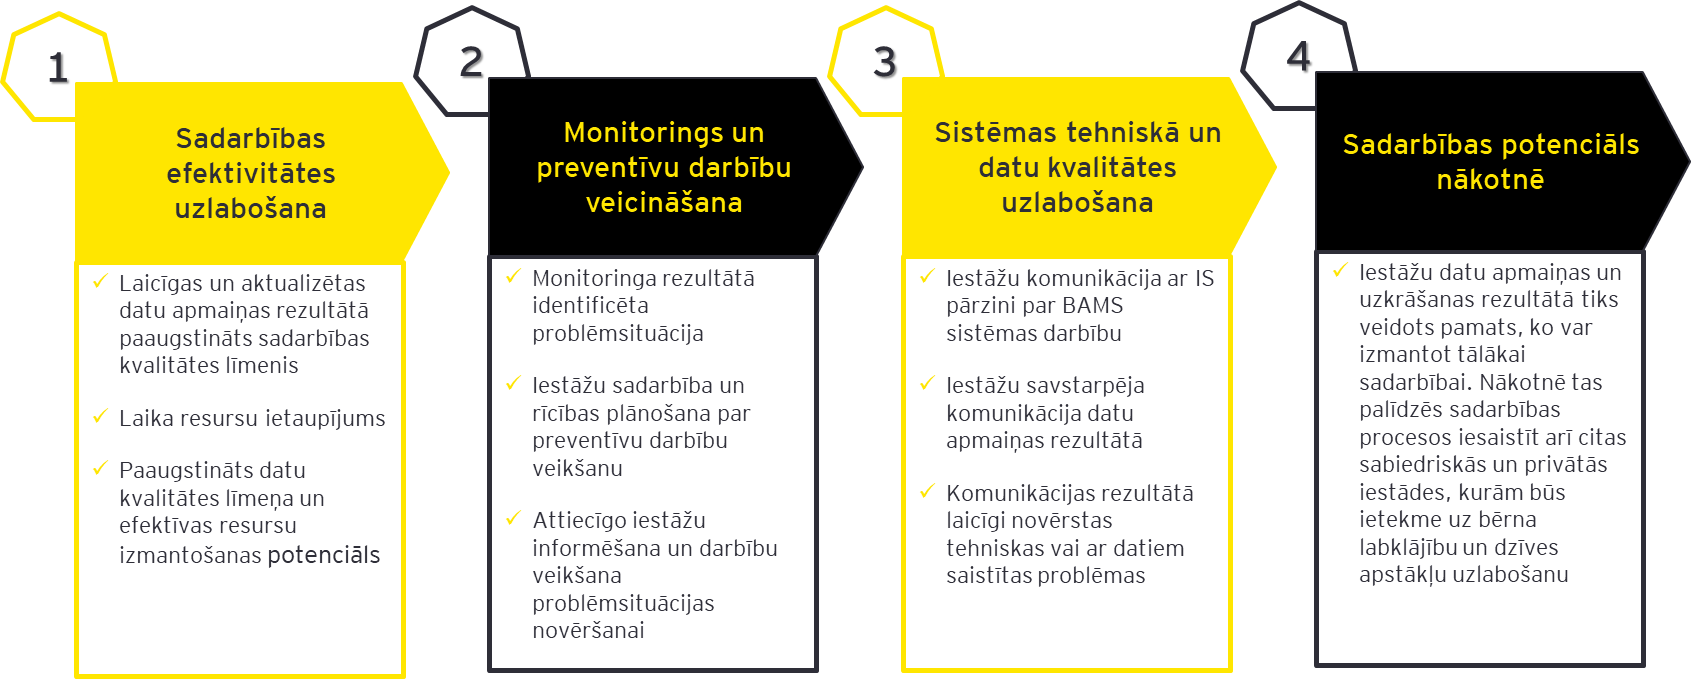 1
Sadarbības
efektivitātes
uzlabošana
Laicīgas un aktualizētas
datu apmaiņas rezultātā
paaugstināts sadarbības
kvalitātes līmenis
Laika resursu ietaupījums
Paaugstināts datu
kvalitātes līmeņa un
efektīvas resursu
izmantošanas potenciāls
2
Monitorings un
preventīvu darbību
veicināšana
Monitoringa rezultātā
identificēta
problēmsituācija
Iestāžu sadarbība un
rīcības plānošana par
preventīvu darbību
veikšanu
Attiecīgo iestāžu
informēšana un darbību
veikšana
problēmsituācijas
novēršanai
3
Sistēmas tehniskā un
datu kvalitātes
uzlabošana
Iestāžu komunikācija ar IS
pārzini par BAMS
sistēmas darbību
Iestāžu savstarpēja
komunikācija datu
apmaiņas rezultātā
Komunikācijas rezultātā
laicīgi novērstas
tehniskas vai ar datiem
saistītas problēmas
4
Sadarbības potenciāls
nākotnē
Iestāžu datu apmaiņas un
uzkrāšanas rezultātā tiks
veidots pamats, ko var
izmantot tālākai
sadarbībai. Nākotnē tas
palīdzēs sadarbības
procesos iesaistīt arī citas
sabiedriskās un privātās
iestādes, kurām būs
ietekme uz bērna
labklājību un dzīves
apstākļu uzlabošanu